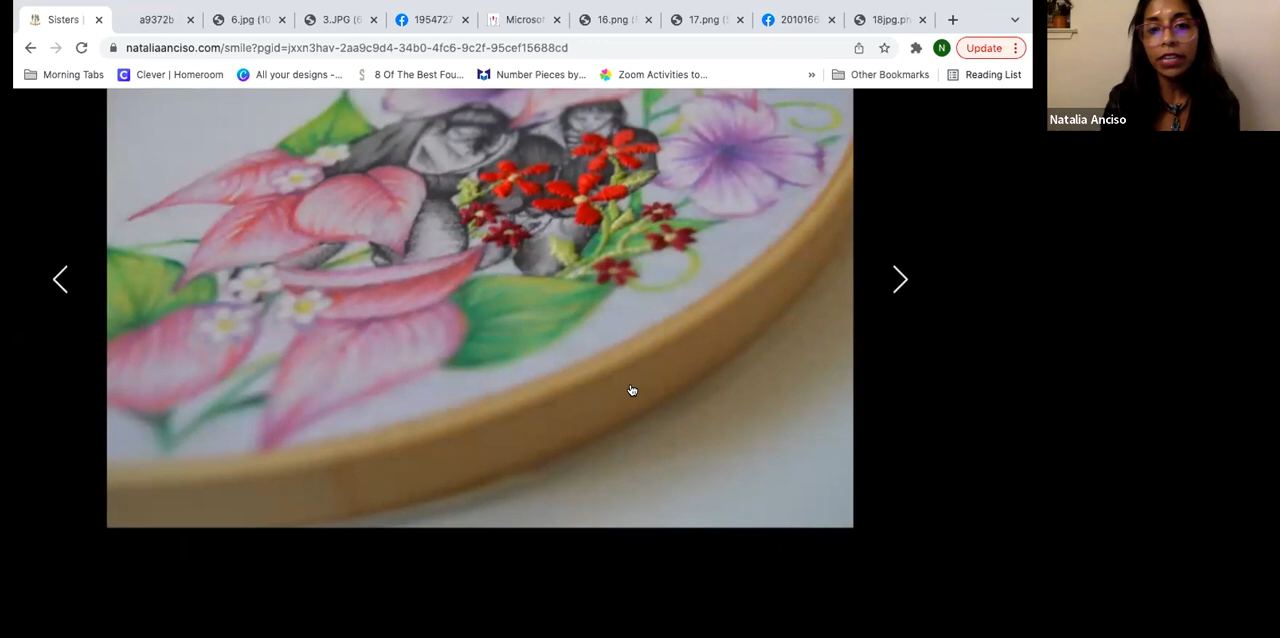 Sisters
a9372b
6.jpg (10
3.JPG (6
1954727
Microsof
16.png (
17.png (
2010166
18jpg.pn
nataliaanciso.com/smile?pgid=jxxn3hav-2aa9c9d4-34b0-4fc6-9c2f-95cef15688cd
N
Update
Morning Tabs
Clever | Homeroom
All your designs -...
8 Of The Best Fou...
Number Pieces by...
Zoom Activities to...
»
Other Bookmarks
Reading List
Natalia Anciso